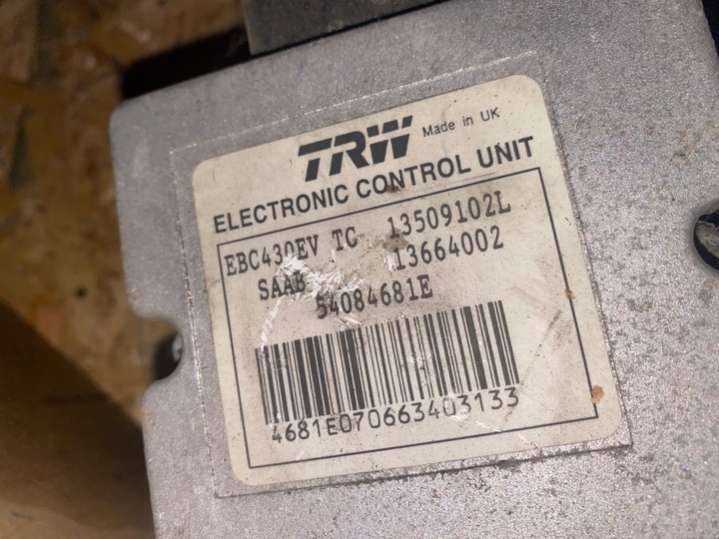 TRW Made in UK
ELECTRONIC CONTROL UNIT
EBC430EV TC 13509102L
SAAB 13664002
54084681E
4681E070663403133